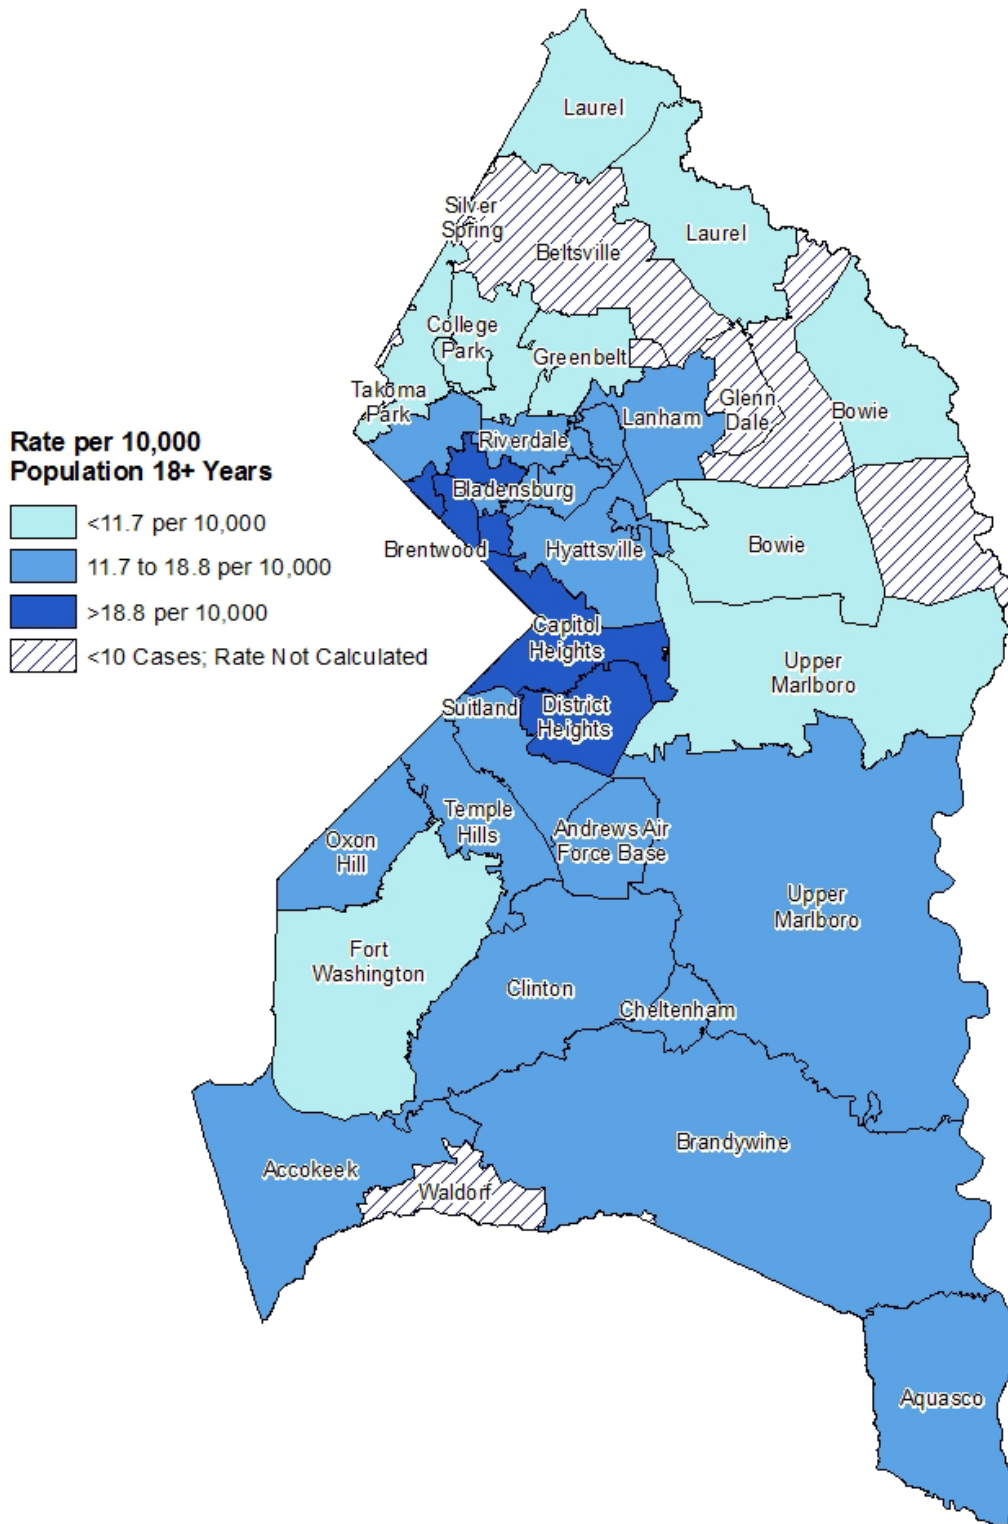 Laurel
Silver
Spring
Laurel
Beltsville
College
Park
Greenbelt
Takoma
Park
Glenn
Dale
Bowie
Lanham
Riverdale
Rate per 10,000
Population 18+ Years
<11.7 per 10,000
11.7 to 18.8 per 10,000
>18.8 per 10,000
<10 Cases; Rate Not Calculated
Bladensburg
Brentwood
Hyattsville
Bowie
Capitol
Heights
Upper
Marlboro
Suitland
District
Heights
Temple
Hills
Andrews Air
Force Base
Oxon
Hill
Upper
Marlboro
Fort
Washington
Clinton
Cheltenham
Brandywine
Accokeek
Waldorf
Aquasco